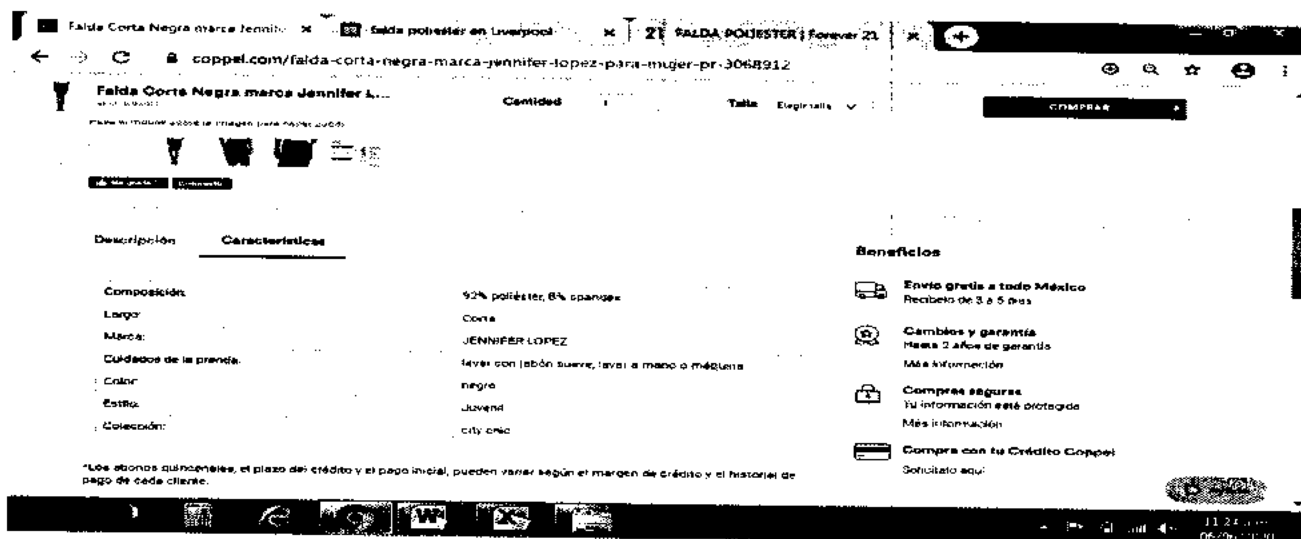 Falda Corta Negra marca Jennife
falda poliester en Liverpool
FALDA POLIESTER | Forever 21
coppel.com/falda-corta-negra-marca-jennifer-lopez-para-mujer-pr-3068912
Falda Corta Negra marca Jennifer L...
Cantidad
Talla
Elegir talla
COMPRAR
Descripción
Características
Composición:
92% poliéster, 8% spandex
Largo:
Corta
Marca:
JENNIFER LOPEZ
Cuidados de la prenda:
lavar con jabón suave, lavar a mano o máquina
Color:
negro
Estilo:
Juvenil
Colección:
city chic
Beneficios
Envío gratis a todo México
Recíbelo de 3 a 5 días
Cambios y garantía
Hasta 2 años de garantía
Más información
Compras seguras
Tu información está protegida
Más información
Compra con tu Crédito Coppel
Solicítalo aquí
*Los abonos quincenales, el plazo del crédito y el pago inicial, pueden variar según el margen de crédito y el historial de
pago de cada cliente.